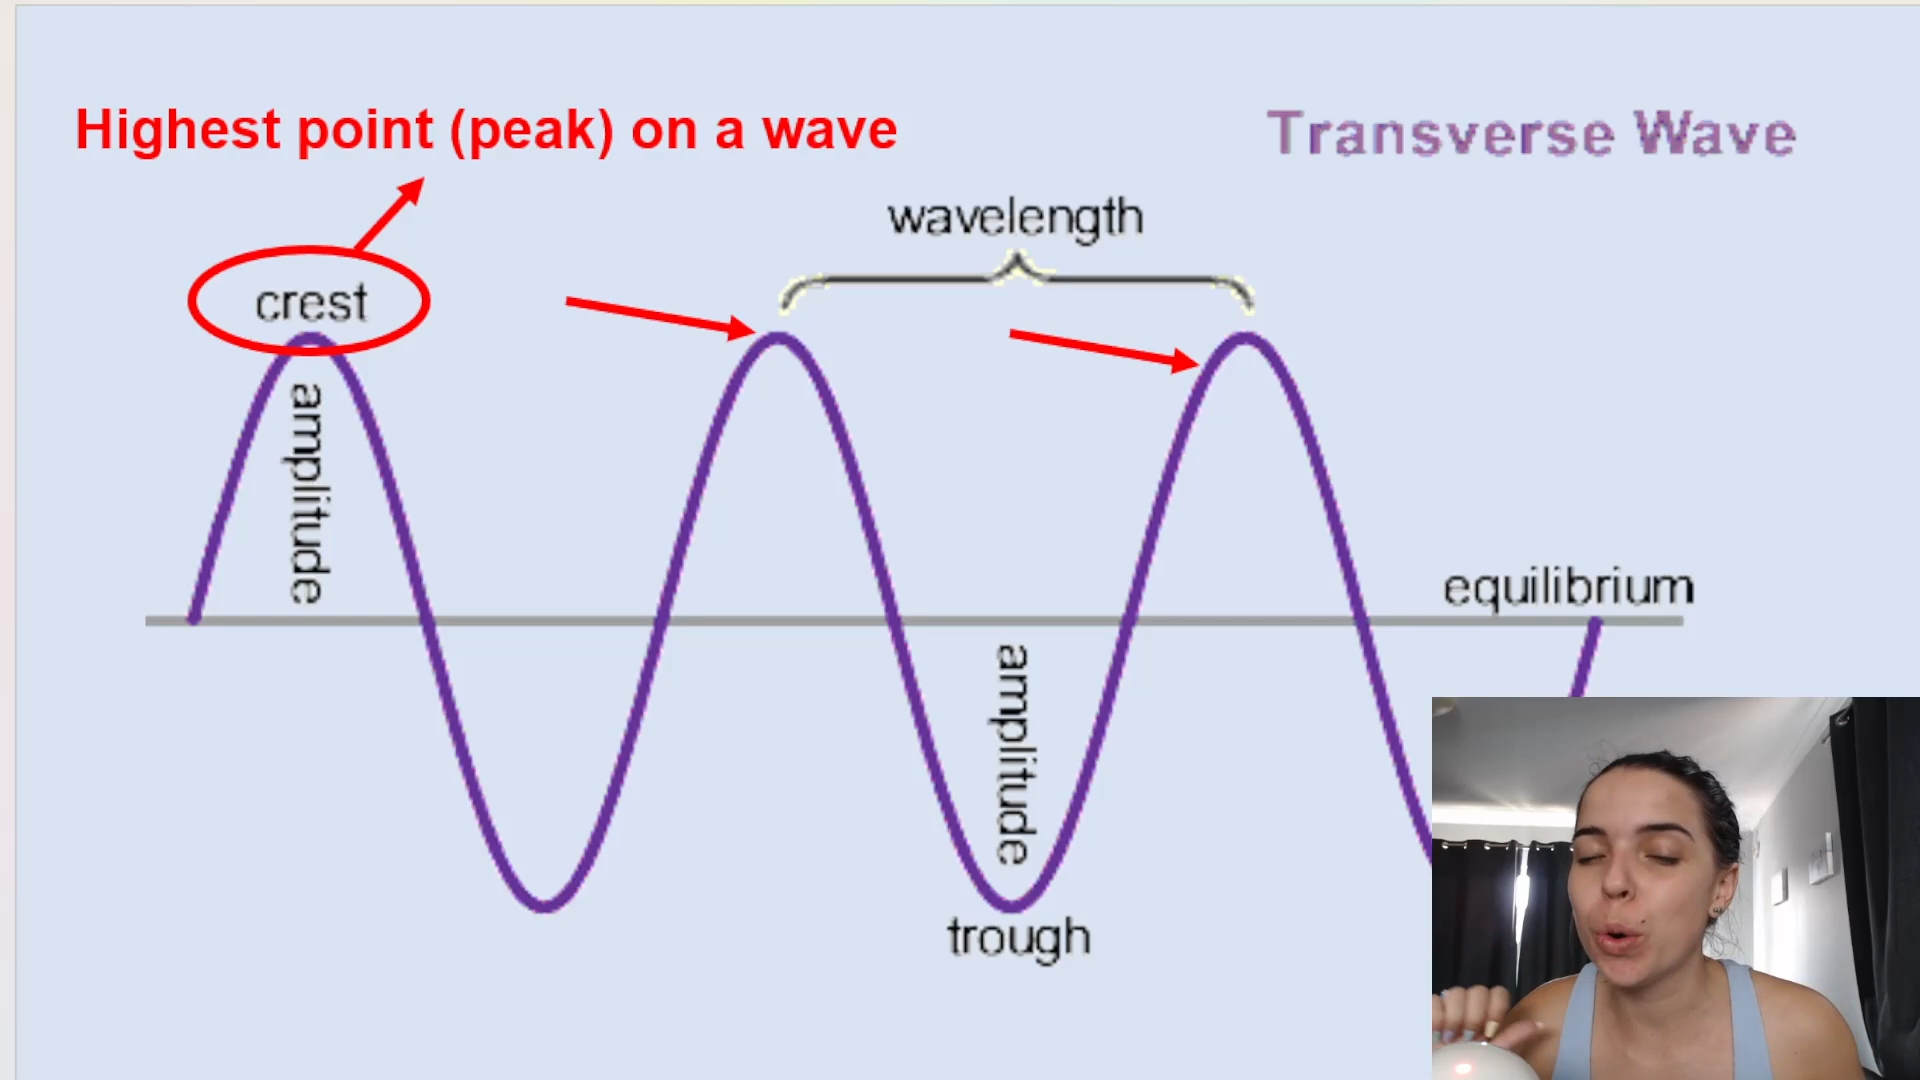 Highest point (peak) on a wave
Transverse Wave
wavelength
crest
amplitude
equilibrium
amplitude
trough